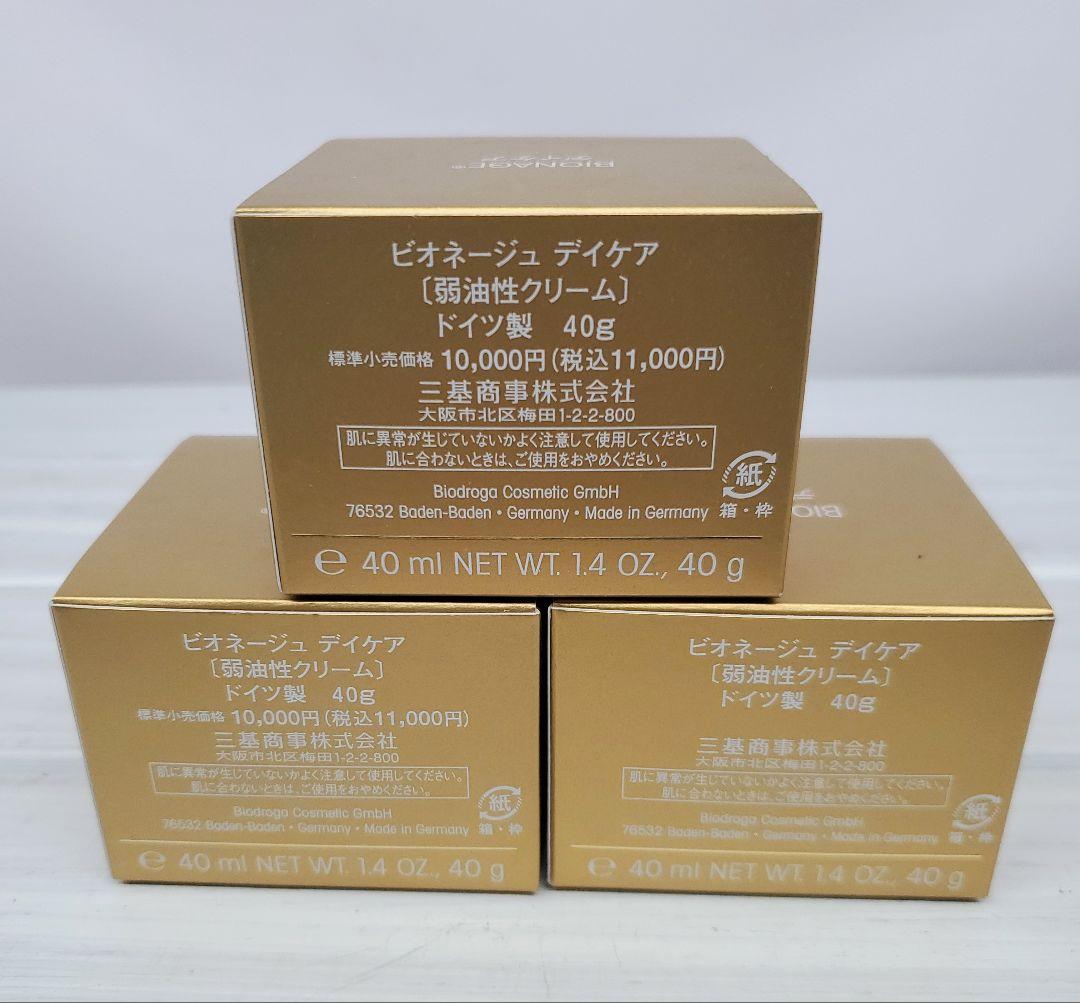 BIONAGE®
デイケア
ビオネージュ デイケア
〔弱油性クリーム〕
ドイツ製 40g
標準小売価格 10,000円(税込11,000円)
三基商事株式会社
大阪市北区梅田1-2-2-800
肌に異常が生じていないかよく注意して使用してください。
肌に合わないときは、ご使用をおやめください。
紙
箱・枠
Biodroga Cosmetic GmbH
76532 Baden-Baden • Germany • Made in Germany
℮ 40 ml NET WT. 1.4 OZ., 40 g
ビオネージュ デイケア
〔弱油性クリーム〕
ドイツ製 40g
標準小売価格 10,000円(税込11,000円)
三基商事株式会社
大阪市北区梅田1-2-2-800
肌に異常が生じていないかよく注意して使用してください。
肌に合わないときは、ご使用をおやめください。
紙
箱・枠
Biodroga Cosmetic GmbH
76532 Baden-Baden • Germany • Made in Germany
℮ 40 ml NET WT. 1.4 OZ., 40 g
BIO
デ
ビオネージュ デイケア
〔弱油性クリーム〕
ドイツ製 40g
三基商事株式会社
大阪市北区梅田1-2-2-800
肌に異常が生じていないかよく注意して使用してください。
肌に合わないときは、ご使用をおやめください。
紙
箱・枠
Biodroga Cosmetic GmbH
76532 Baden-Baden • Germany • Made in Germany
℮ 40 ml NET WT. 1.4 OZ., 40 g